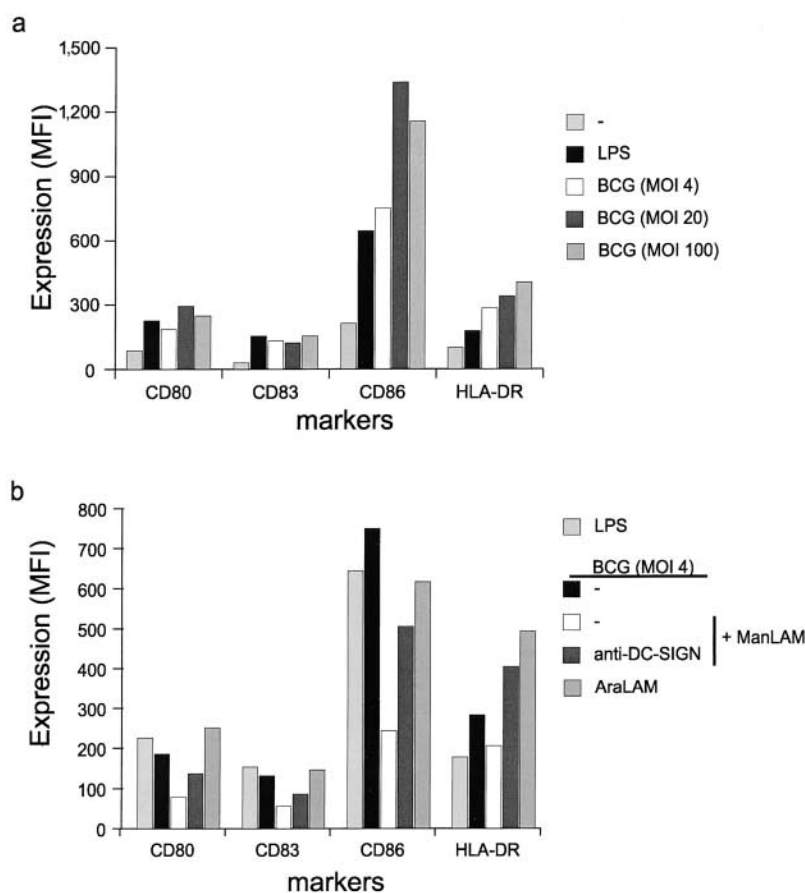 a
1,500
1,200
900
600
300
0
Expression (MFI)
CD80 CD83 CD86 HLA-DR
markers
-
LPS
BCG (MOI 4)
BCG (MOI 20)
BCG (MOI 100)
b
800
700
600
500
400
300
200
100
0
Expression (MFI)
CD80 CD83 CD86 HLA-DR
markers
LPS
BCG (MOI 4)
-
-
anti-DC-SIGN
+ ManLAM
AraLAM